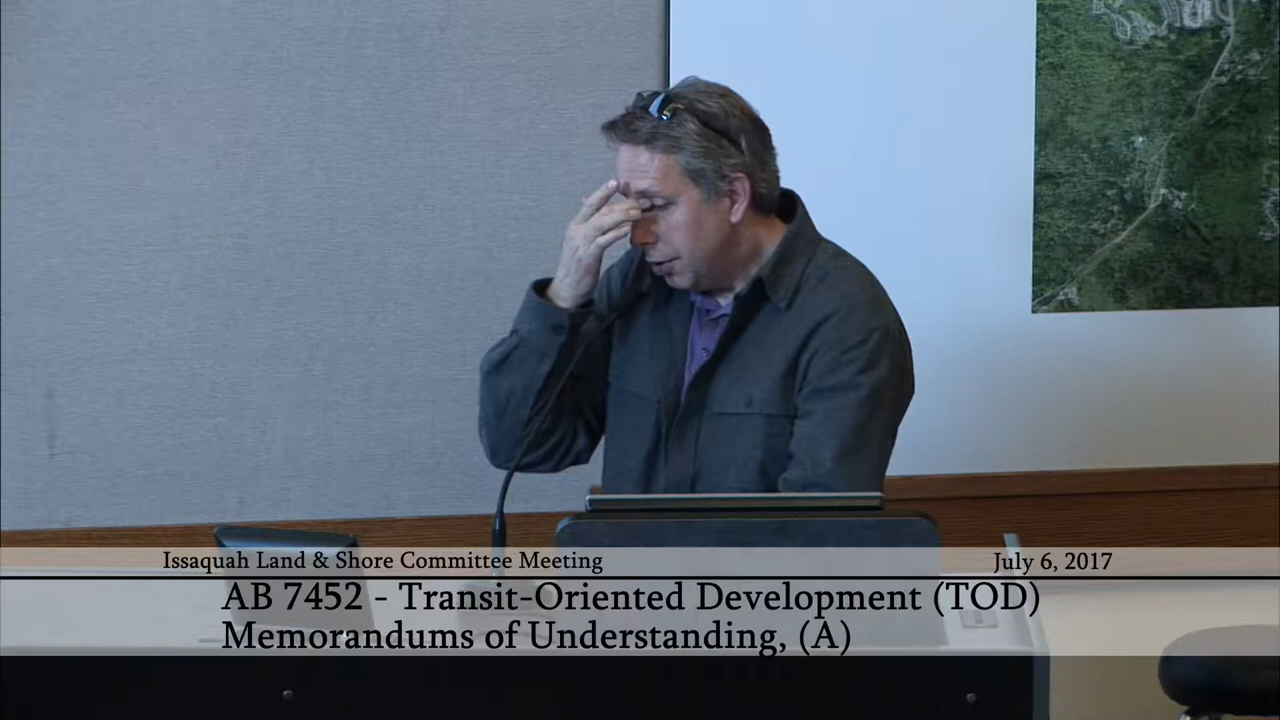 Issaquah Land & Shore Committee Meeting
July 6, 2017
AB 7452 - Transit-Oriented Development (TOD)
Memorandums of Understanding, (A)